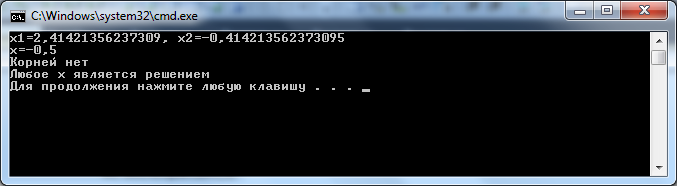 C:\Windows\system32\cmd.exe
x1=2,41421356237309, x2=-0,414213562373095
x=-0,5
Корней нет
Любое x является решением
Для продолжения нажмите любую клавишу . . .